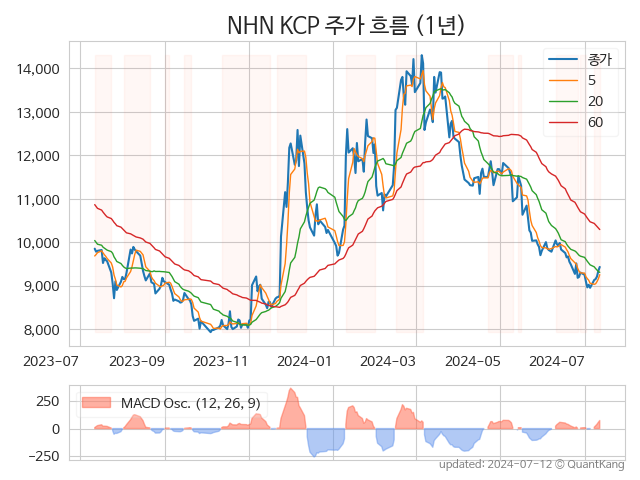 NHN KCP 주가 흐름 (1년)
종가
5
20
60
14,000
13,000
12,000
11,000
10,000
9,000
8,000
2023-07 2023-09 2023-11 2024-01 2024-03 2024-05 2024-07
MACD Osc. (12, 26, 9)
250
0
−250
updated: 2024-07-12 © QuantKang